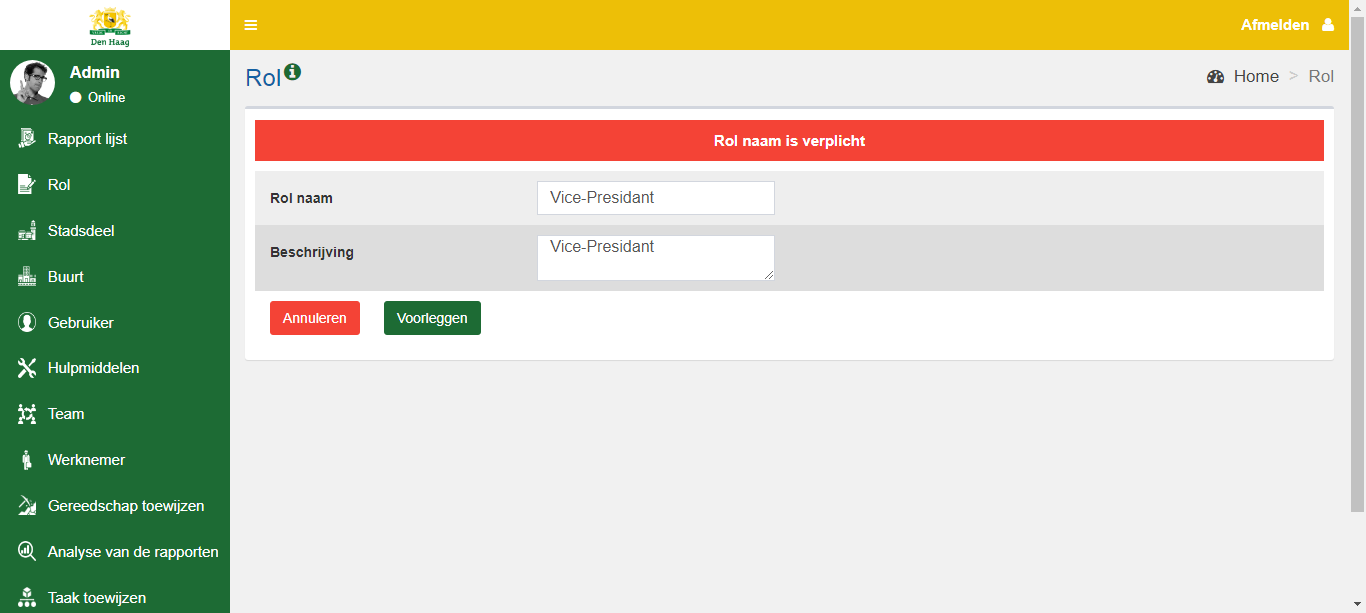 Den Haag
Afmelden
Admin
Online
Rapport lijst
Rol
Stadsdeel
Buurt
Gebruiker
Hulpmiddelen
Team
Werknemer
Gereedschap toewijzen
Analyse van de rapporten
Taak toewijzen
Rol
Home > Rol
Rol naam is verplicht
Rol naam Vice-Presidant
Beschrijving Vice-Presidant
Annuleren Voorleggen